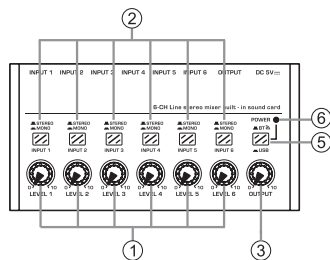 ②
INPUT 1 INPUT 2 INPUT 3 INPUT 4 INPUT 5 INPUT 6 OUTPUT DC 5V⎓
6-CH Line stereo mixer built - in sound card
POWER ⑥
STEREO STEREO STEREO STEREO STEREO STEREO BT
MONO MONO MONO MONO MONO MONO
⑤
INPUT 1 INPUT 2 INPUT 3 INPUT 4 INPUT 5 INPUT 6 USB
0 10 0 10 0 10 0 10 0 10 0 10 0 10
LEVEL 1 LEVEL 2 LEVEL 3 LEVEL 4 LEVEL 5 LEVEL 6 OUTPUT
① ③